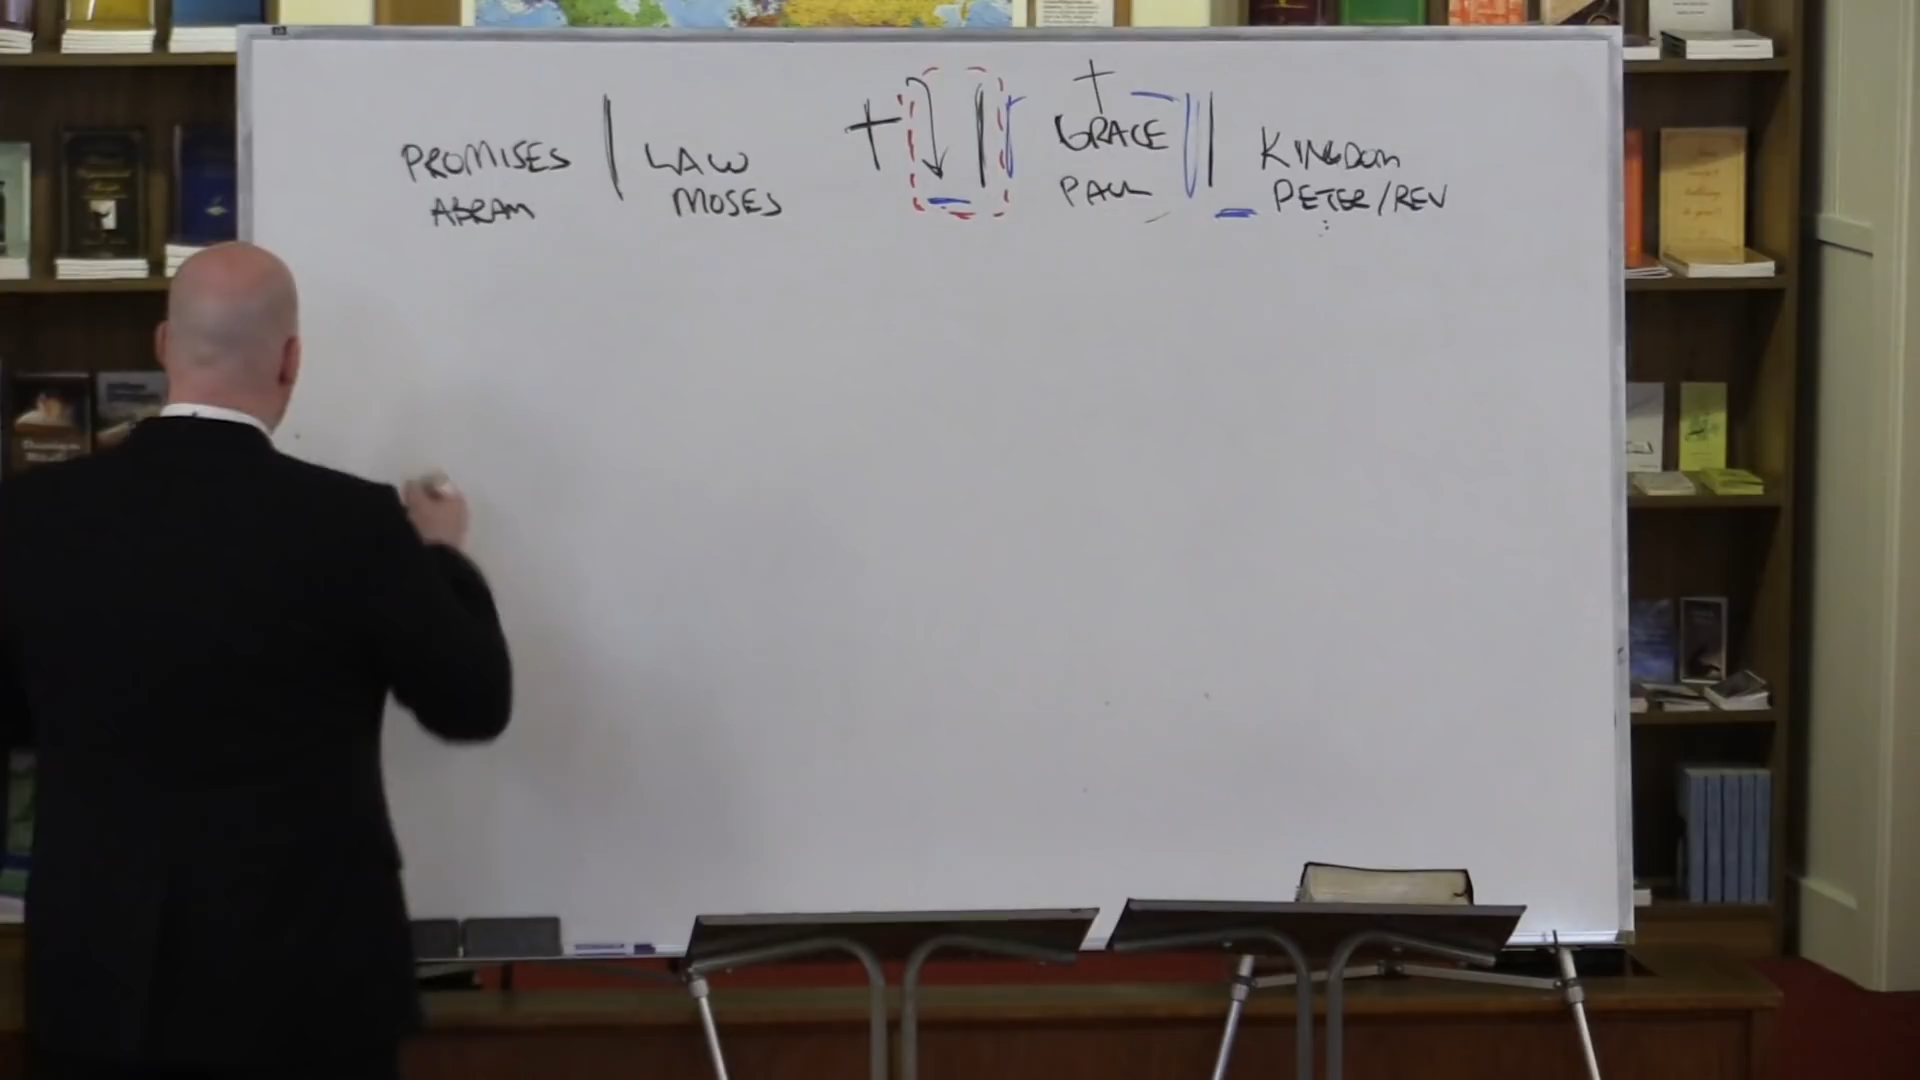 PROMISES
ABRAM
LAW
MOSES
GRACE
PAUL
KINGDOM
PETER/REV